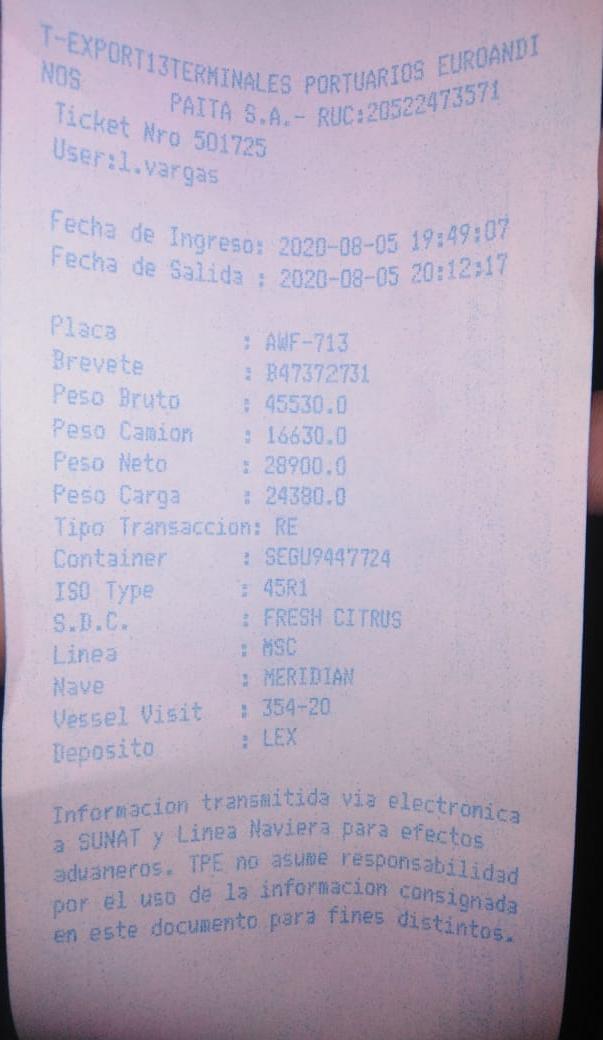 T-EXPORT13TERMINALES PORTUARIOS EUROANDI
NOS PAITA S.A.- RUC:20522473571
Ticket Nro 501725
User:l.vargas
Fecha de Ingreso: 2020-08-05 19:49:07
Fecha de Salida : 2020-08-05 20:12:17
Placa : AWF-713
Brevete : B47372731
Peso Bruto : 45530.0
Peso Camion : 16630.0
Peso Neto : 28900.0
Peso Carga : 24380.0
Tipo Transaccion: RE
Container : SEGU9447724
ISO Type : 45R1
S.D.C. : FRESH CITRUS
Linea : MSC
Nave : MERIDIAN
Vessel Visit : 354-20
Deposito : LEX
Informacion transmitida via electronica
a SUNAT y Linea Naviera para efectos
aduaneros. TPE no asume responsabilidad
por el uso de la informacion consignada
en este documento para fines distintos.